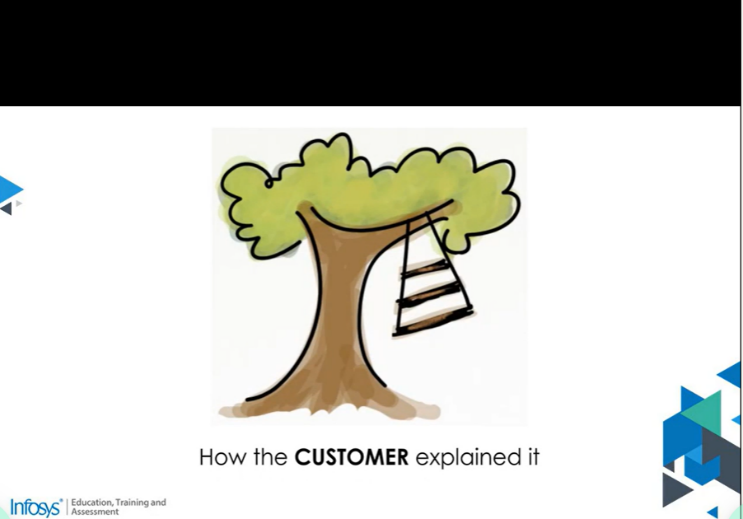 How the CUSTOMER explained it
Infosys® | Education, Training and
Assessment